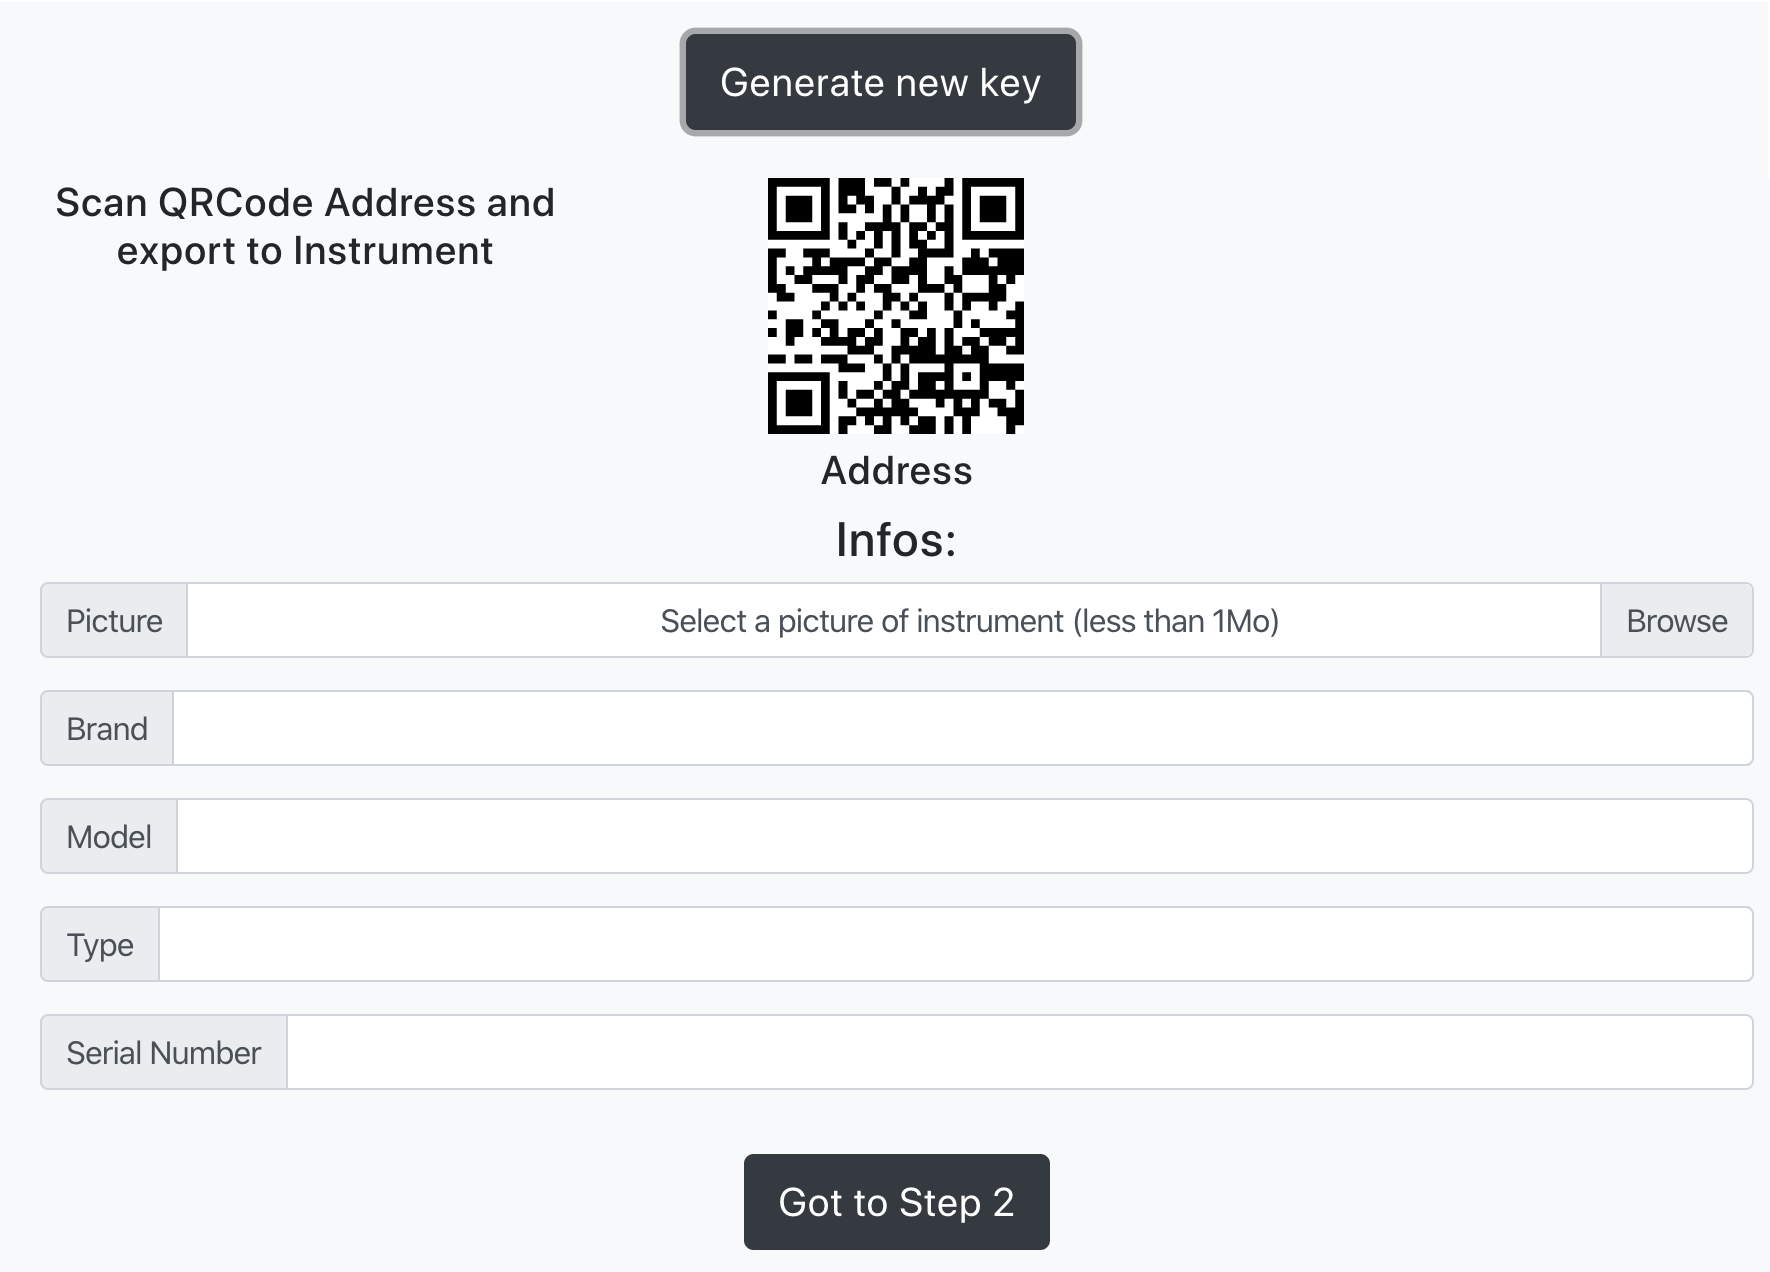 Generate new key
Scan QRCode Address and
export to Instrument
Address
Infos:
Picture Select a picture of instrument (less than 1Mo) Browse
Brand
Model
Type
Serial Number
Got to Step 2